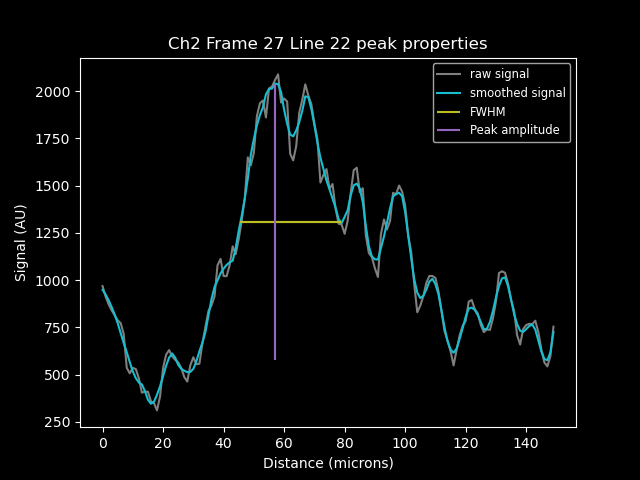 Ch2 Frame 27 Line 22 peak properties
raw signal
smoothed signal
FWHM
Peak amplitude
Signal (AU)
2000
1750
1500
1250
1000
750
500
250
0 20 40 60 80 100 120 140
Distance (microns)